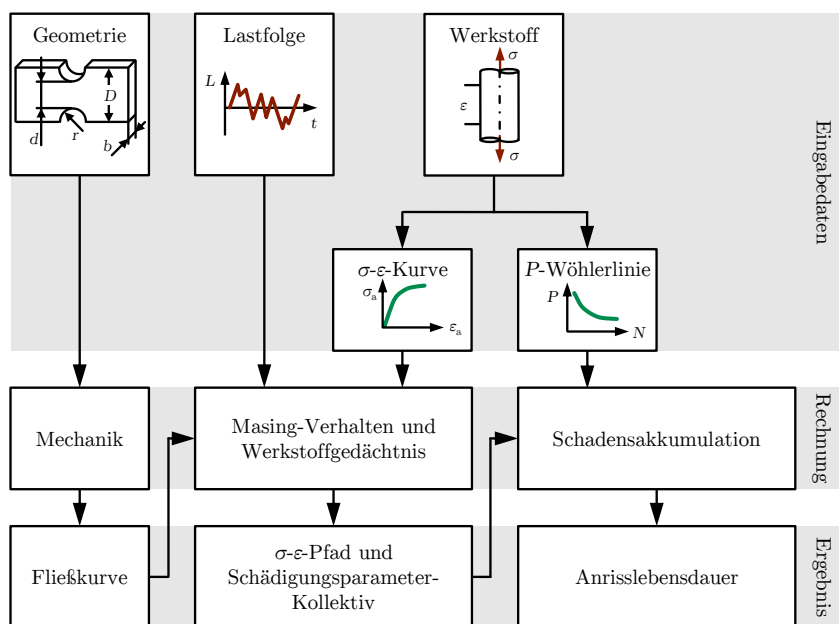 Geometrie
D
d
r
b
L
t
Werkstoff
σ
ε
σ
Eingabedaten
σ-ε-Kurve
σa
εa
P-Wöhlerlinie
P
N
Mechanik
Masing-Verhalten und
Werkstoffgedächtnis
Schadensakkumulation
Rechnung
Fließkurve
σ-ε-Pfad und
Schädigungsparameter-
Kollektiv
Anrisslebensdauer
Ergebnis
Lastfolge